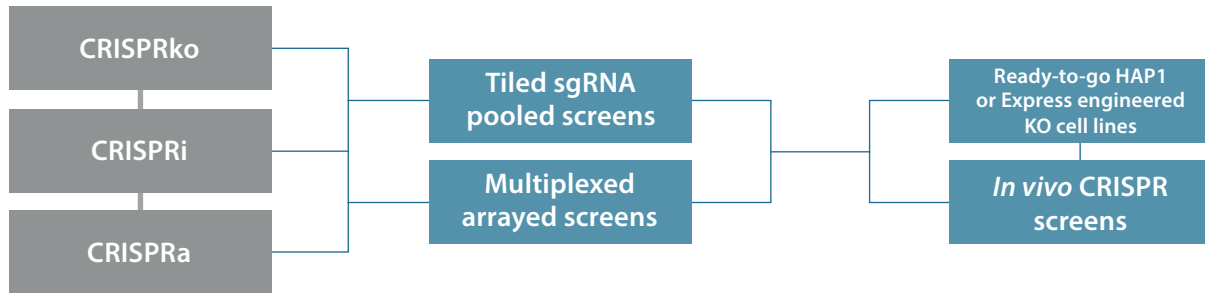 CRISPRko
CRISPRi
CRISPRa
Tiled sgRNA
pooled screens
Multiplexed
arrayed screens
Ready-to-go HAP1
or Express engineered
KO cell lines
In vivo CRISPR
screens